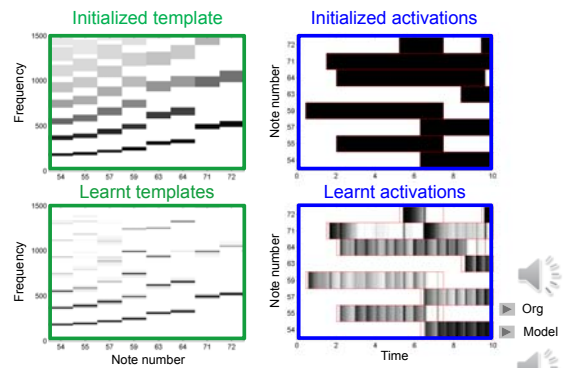 Initialized template
Initialized activations
Frequency
1500
1000
500
0
54 55 57 59 63 64 71 72
Note number
72
71
64
63
59
57
55
54
0 2 4 6 8 10
Learnt templates
Learnt activations
Frequency
1500
1000
500
0
54 55 57 59 63 64 71 72
Note number
Note number
72
71
64
63
59
57
55
54
0 2 4 6 8 10
Time
Org
Model